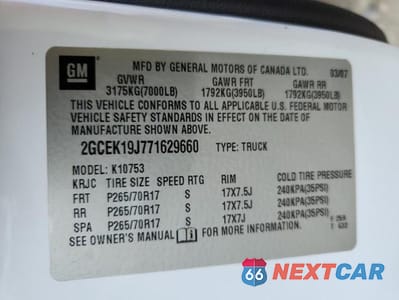 GM
MFD BY GENERAL MOTORS OF CANADA LTD. 03/07
GVWR GAWR FRT GAWR RR
3175KG(7000LB) 1792KG(3950LB) 1792KG(3950LB)
THIS VEHICLE CONFORMS TO ALL APPLICABLE U.S. FEDERAL MOTOR
VEHICLE SAFETY STANDARDS IN EFFECT ON THE DATE OF
MANUFACTURE SHOWN ABOVE.
2GCEK19J771629660 TYPE: TRUCK
MODEL: K10753
KRJC TIRE SIZE SPEED RTG RIM COLD TIRE PRESSURE
FRT P265/70R17 S 17X7.5J 240KPA(35PSI)
RR P265/70R17 S 17X7.5J 240KPA(35PSI)
SPA P265/70R17 S 17X7J 240KPA(35PSI)
SEE OWNER'S MANUAL FOR MORE INFORMATION
66 NEXTCAR